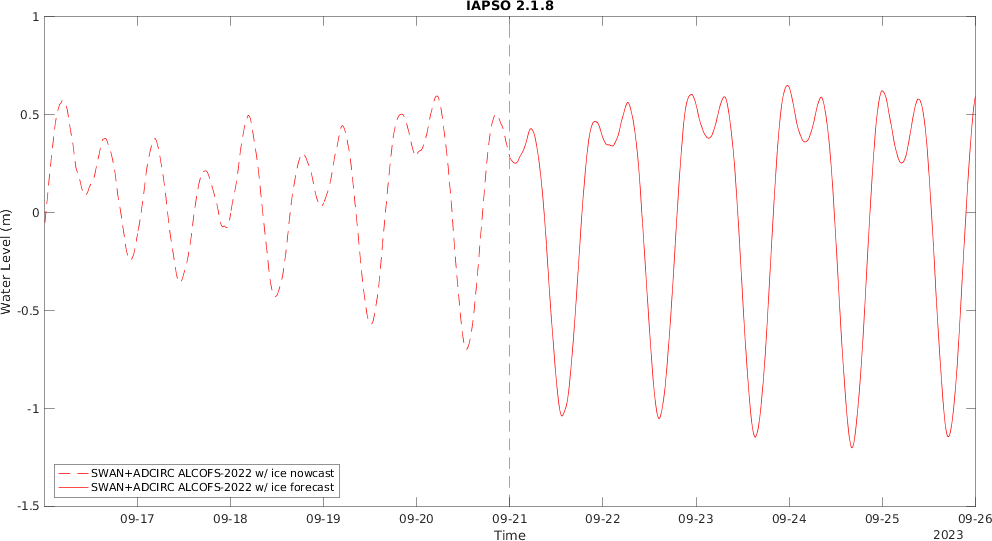 IAPSO 2.1.8
1
0.5
0
-0.5
-1
-1.5
Water Level (m)
SWAN+ADCIRC ALCOFS-2022 w/ ice nowcast
SWAN+ADCIRC ALCOFS-2022 w/ ice forecast
09-17 09-18 09-19 09-20 09-21 09-22 09-23 09-24 09-25 09-26
Time
2023